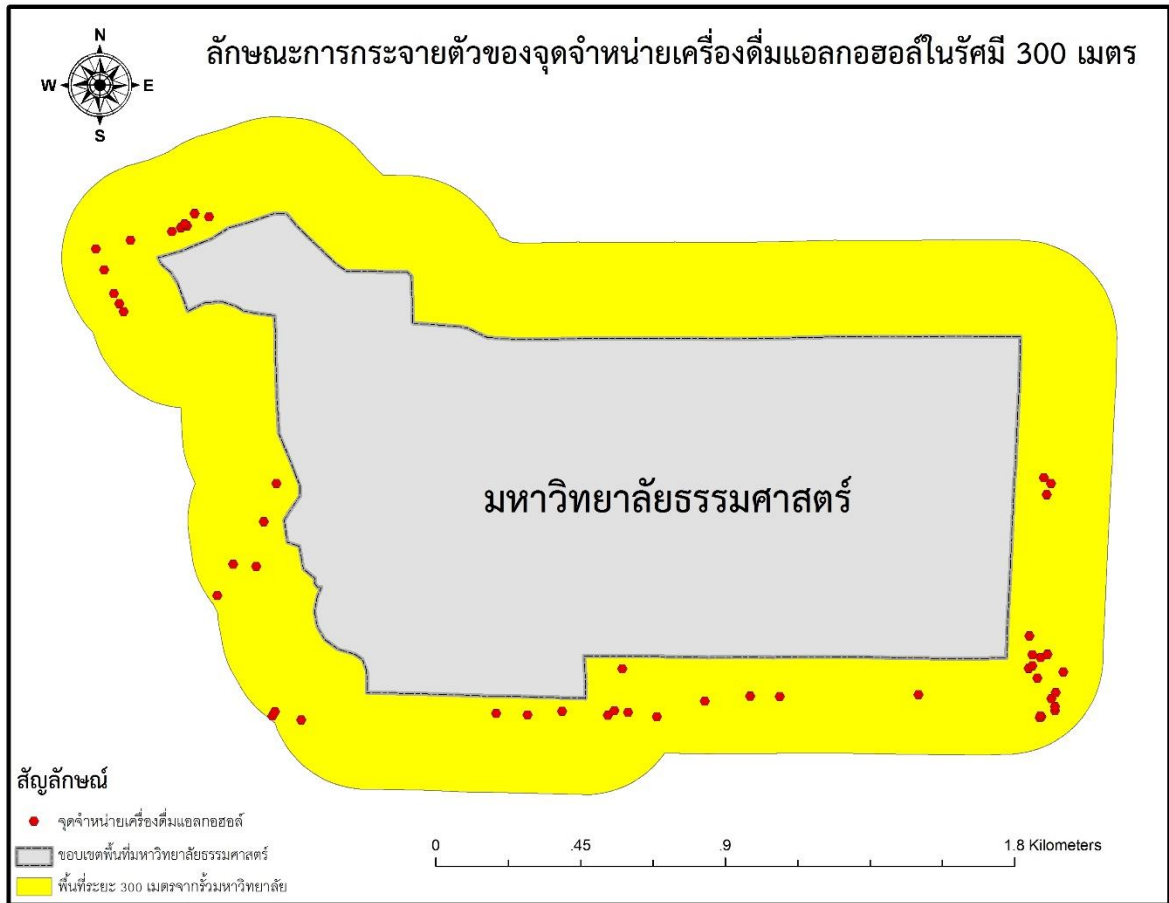 ลักษณะการกระจายตัวของจุดจำหน่ายเครื่องดื่มแอลกอฮอล์ในรัศมี 300 เมตร
N
W E
S
มหาวิทยาลัยธรรมศาสตร์
สัญลักษณ์
จุดจำหน่ายเครื่องดื่มแอลกอฮอล์
ขอบเขตพื้นที่มหาวิทยาลัยธรรมศาสตร์
พื้นที่ระยะ 300 เมตรจากรั้วมหาวิทยาลัย
0 .45 .9 1.8 Kilometers